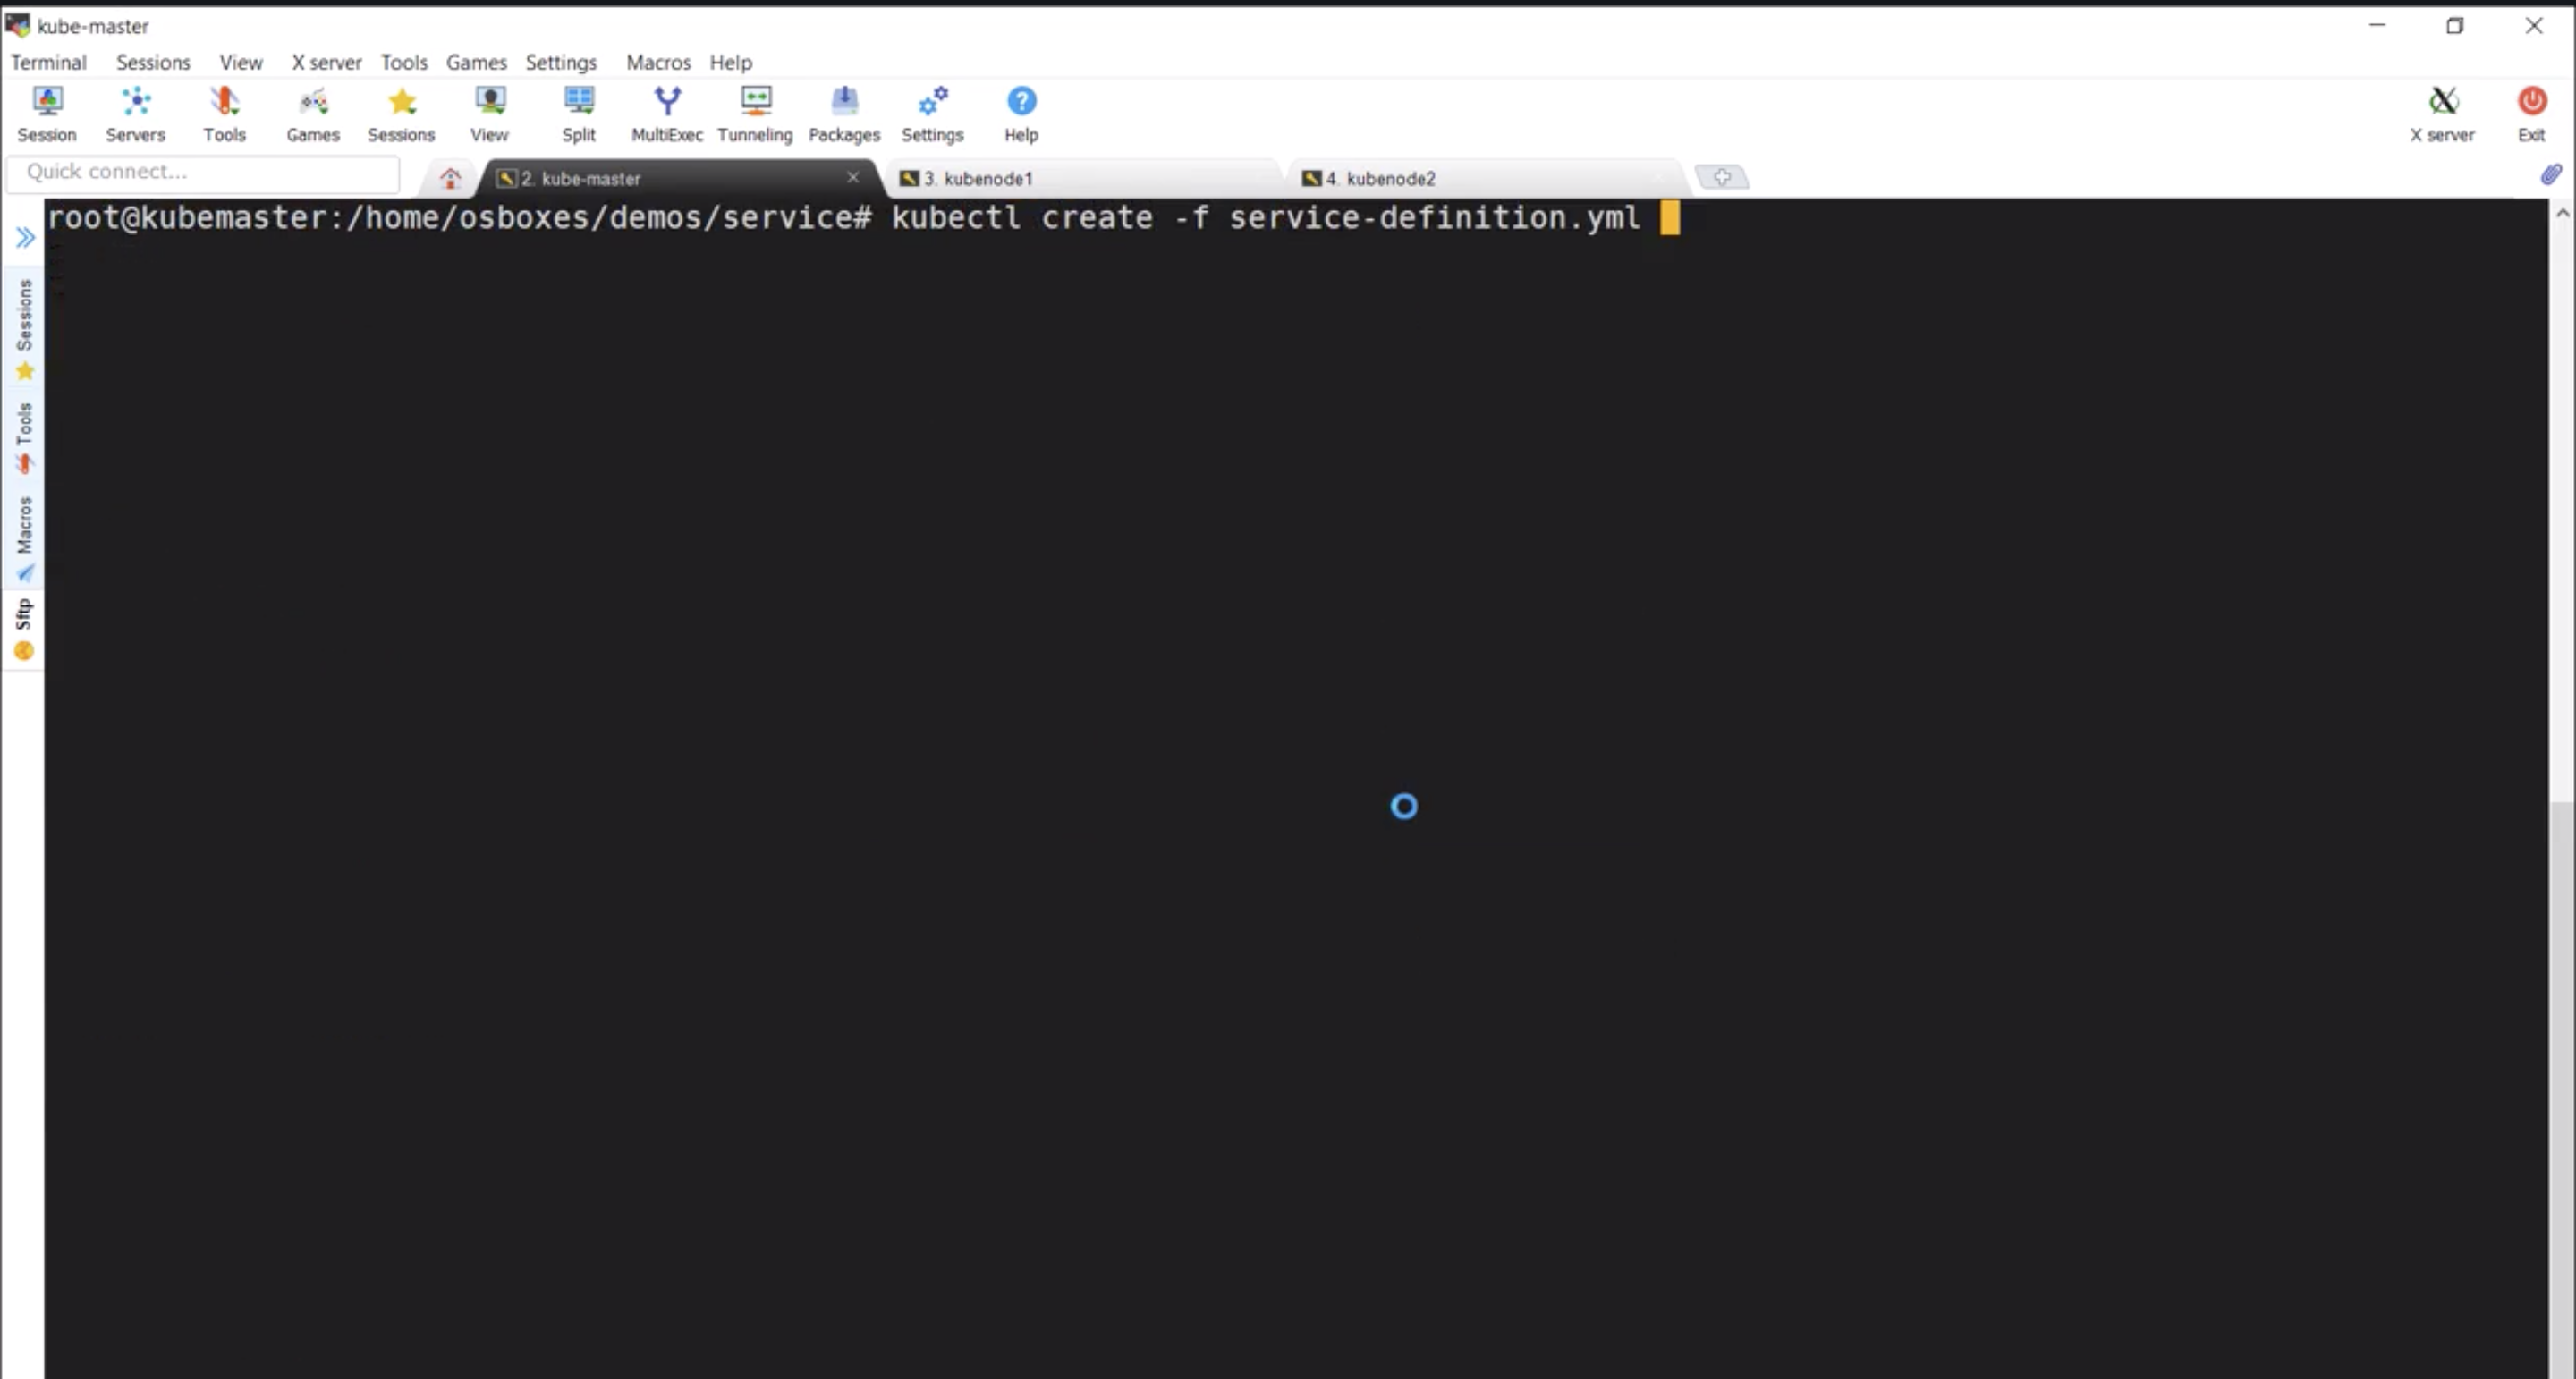 kube-master
Terminal Sessions View X server Tools Games Settings Macros Help
Session Servers Tools Games Sessions View Split MultiExec Tunneling Packages Settings Help X server Exit
Quick connect...
2. kube-master
3. kubenode1
4. kubenode2
root@kubemaster:/home/osboxes/demos/service# kubectl create -f service-definition.yml
Sessions
Tools
Macros
Sftp